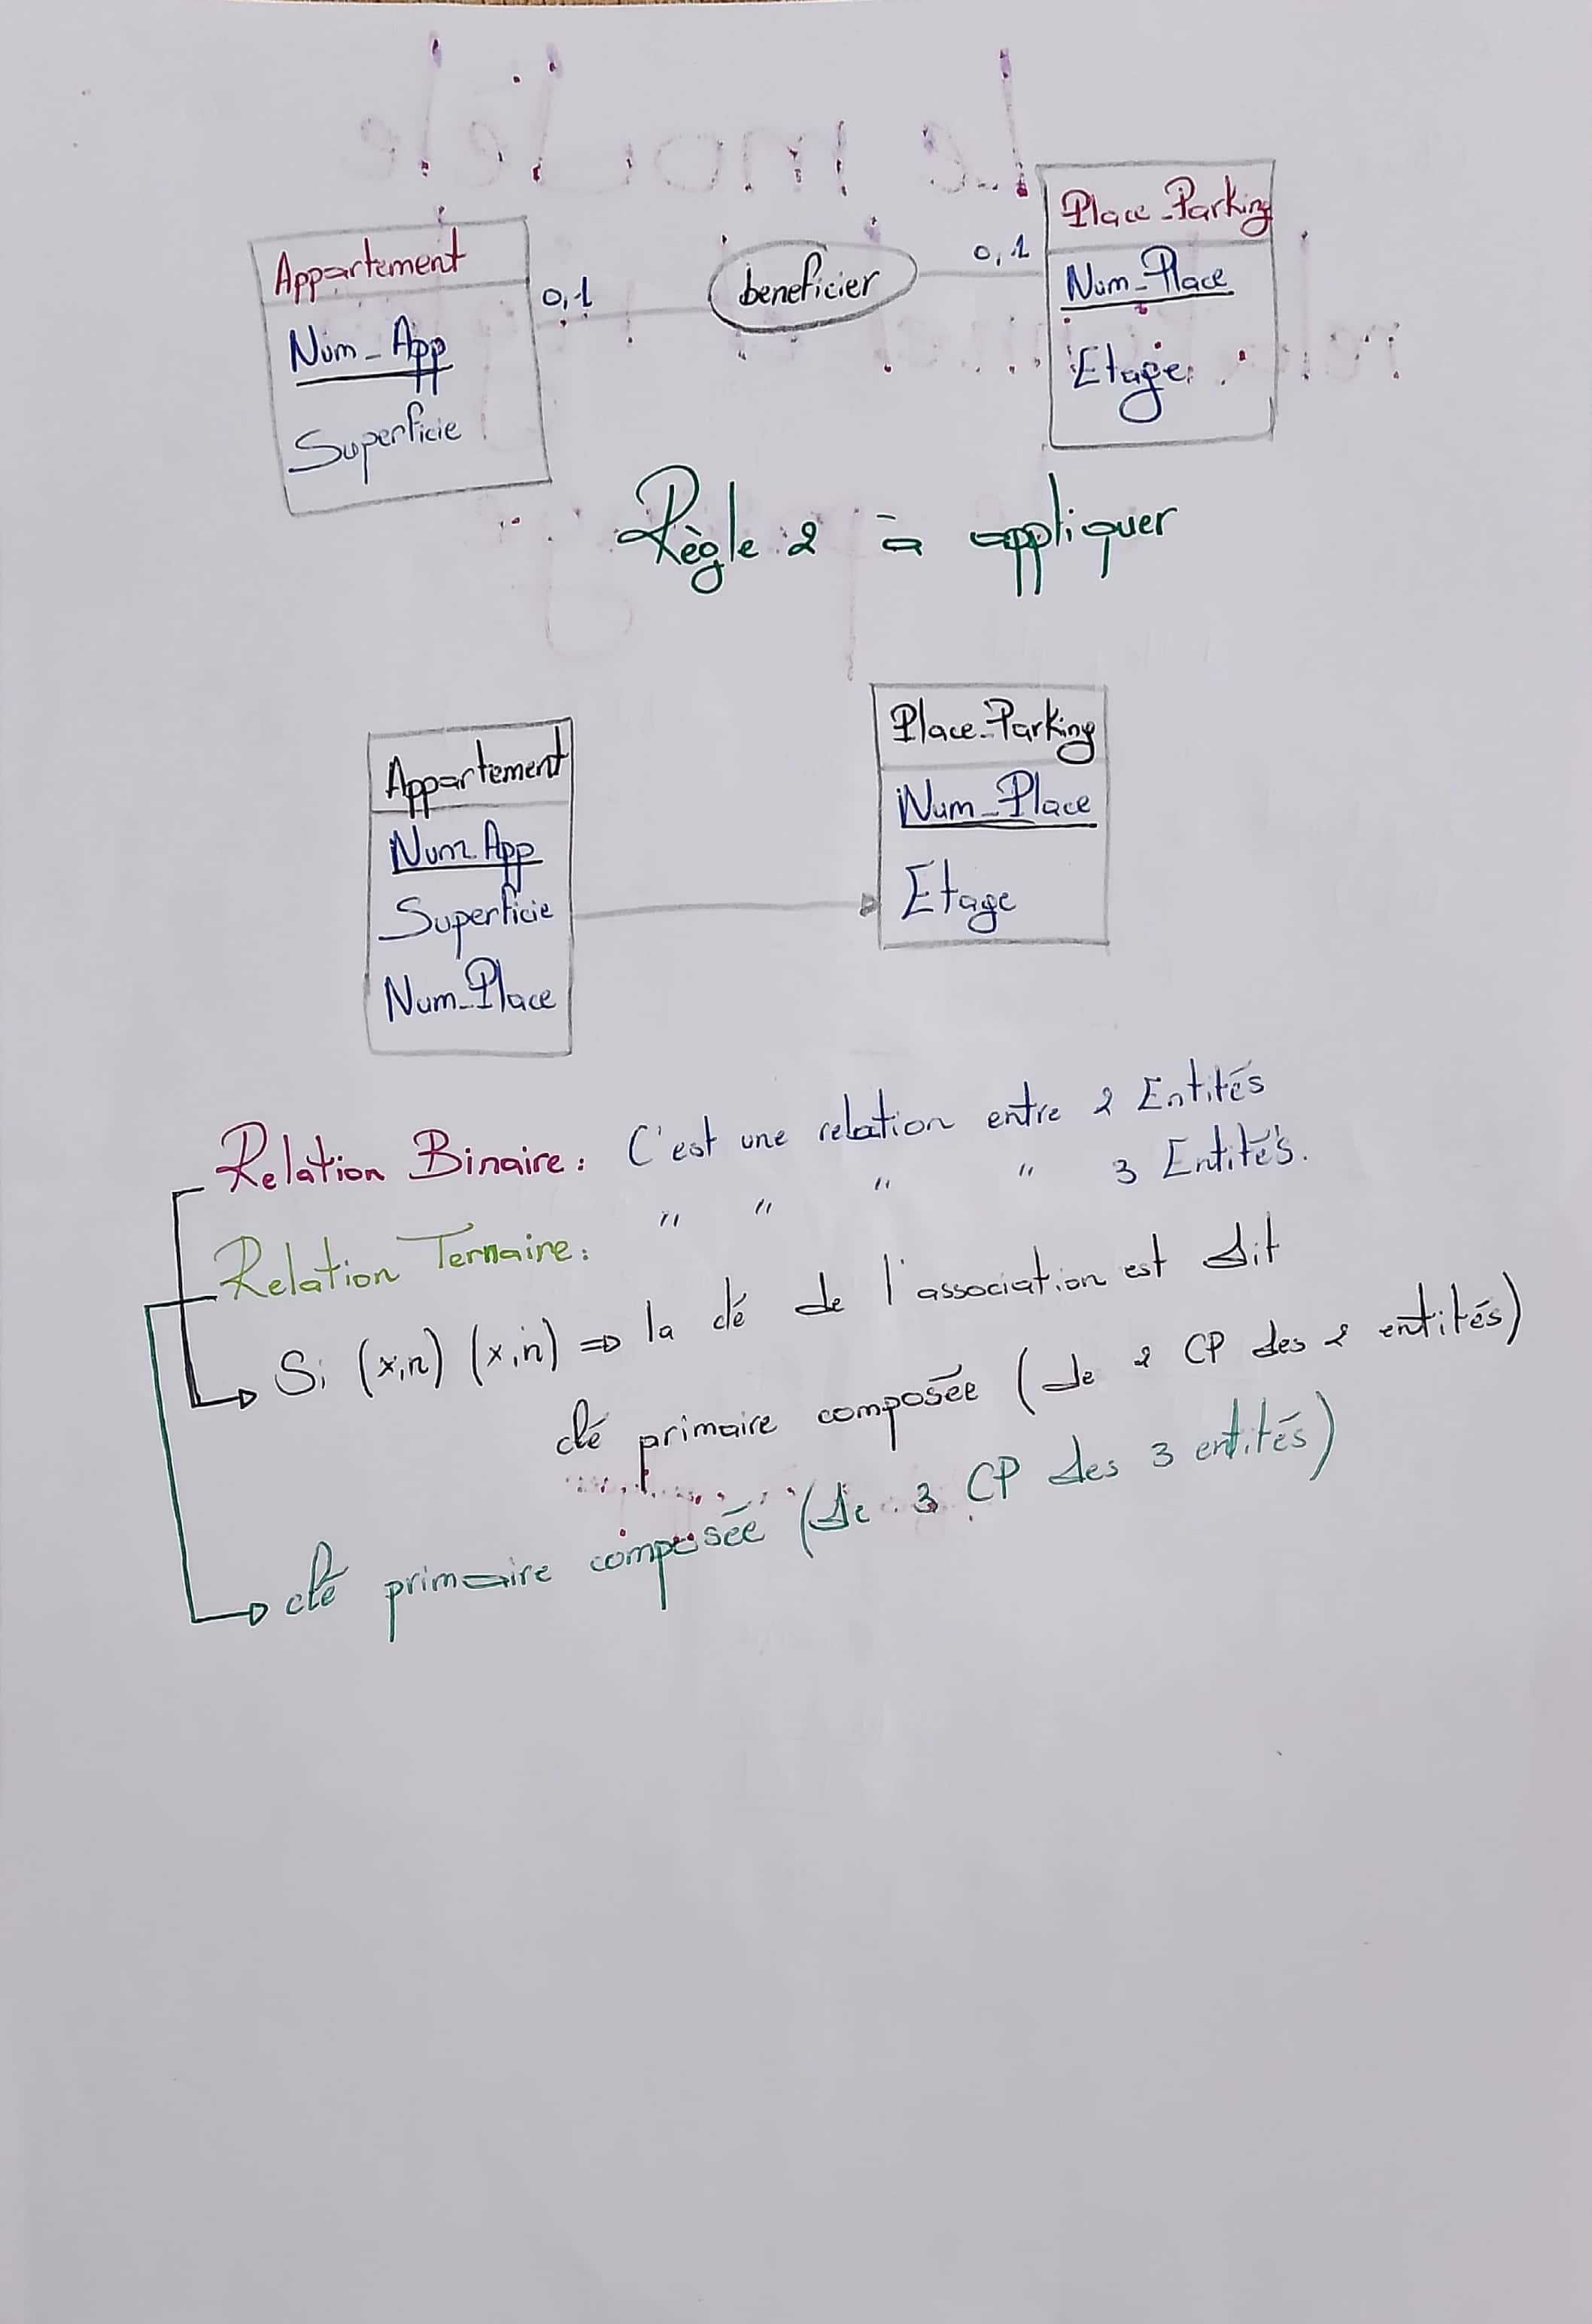 Appartement
Num_App
Superficie
0,1
beneficier
0,1
Place_Parking
Num_Place
Etage
Règle 2 à appliquer
Appartement
Num_App
Superficie
Num_Place
Place_Parking
Num_Place
Etage
Relation Binaire : C'est une relation entre 2 Entités
Relation Ternaire : " " " " 3 Entités.
Si (x,n) (x,n) => la clé de l'association est dit
clé primaire composée (de 2 CP des 2 entités)
clé primaire composée (de 3 CP des 3 entités)